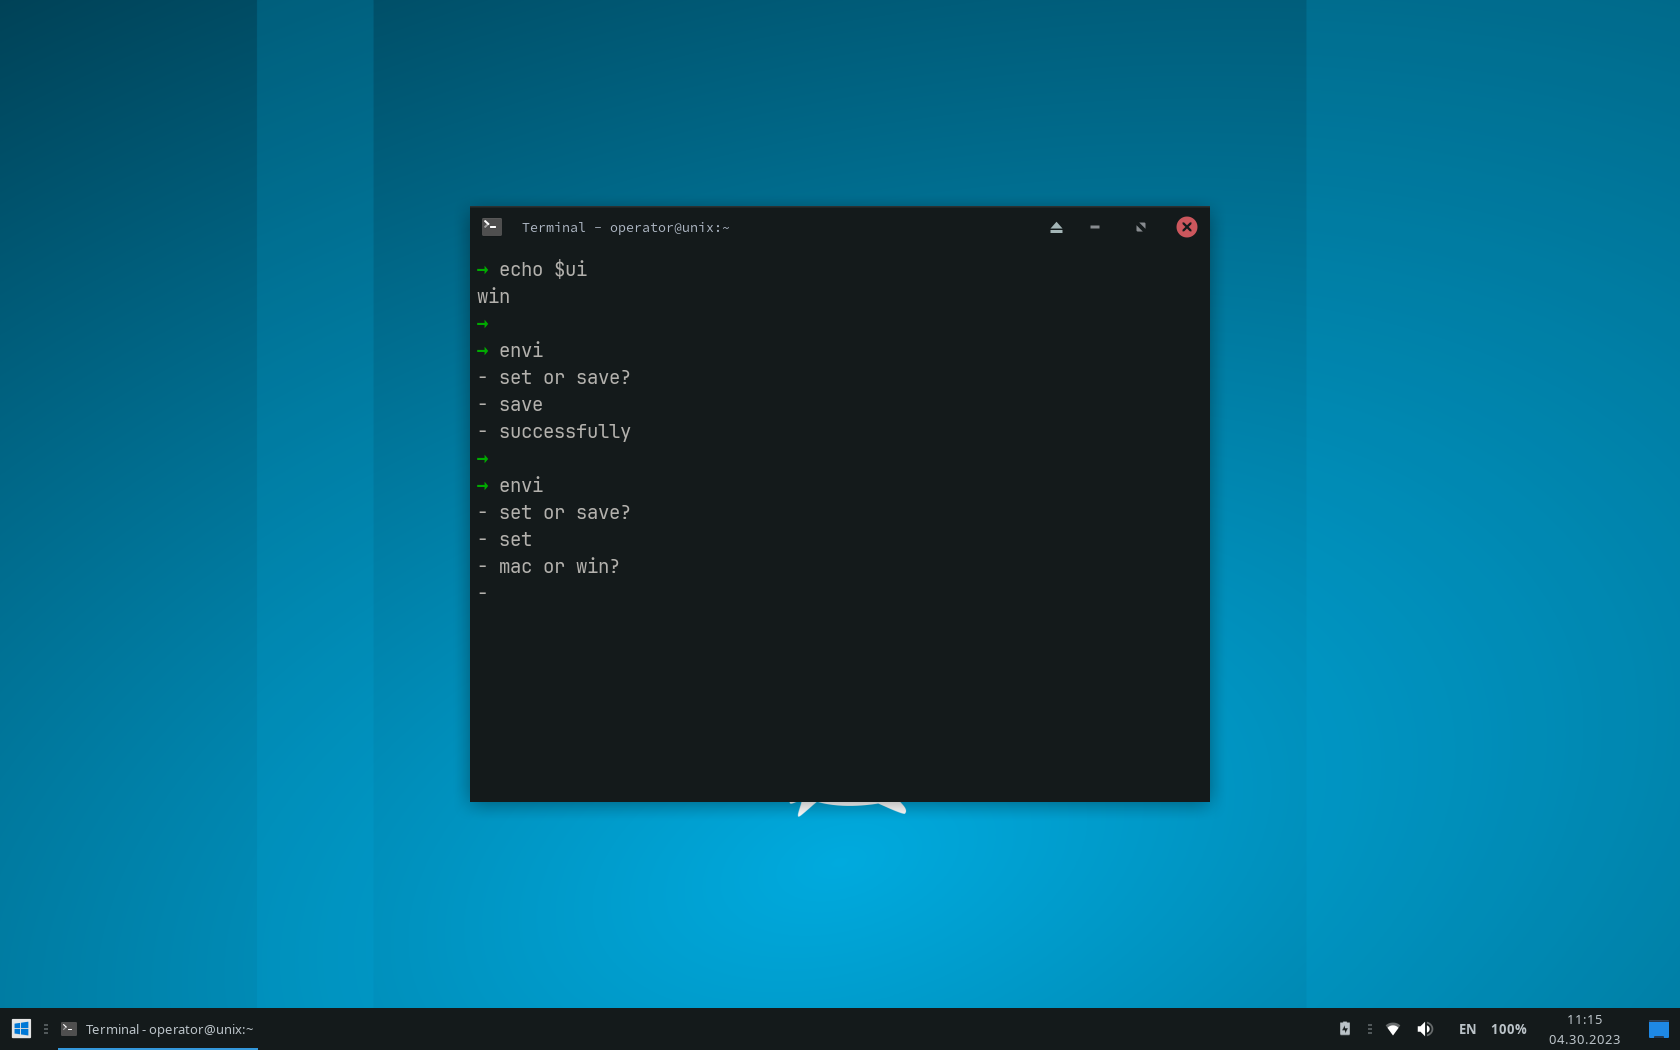 Terminal - operator@unix:~
→ echo $ui
win
→
→ envi
- set or save?
- save
- successfully
→
→ envi
- set or save?
- set
- mac or win?
-
Terminal - operator@unix:~
EN 100%
11:15
04.30.2023